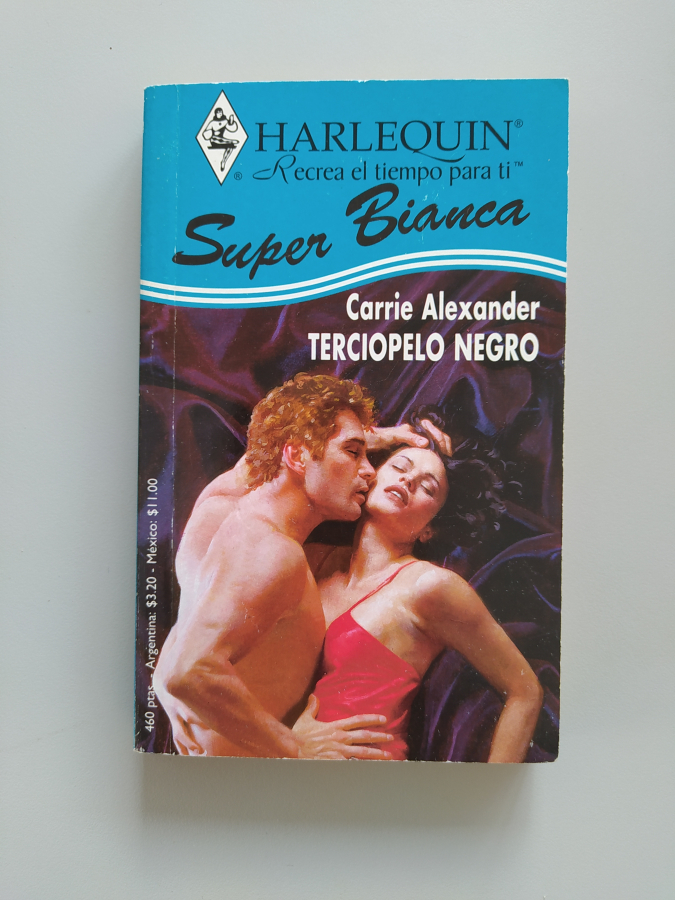 HARLEQUIN®
®
Recrea el tiempo para ti™
Super Bianca
Carrie Alexander
TERCIOPELO NEGRO
460 ptas. - Argentina: $3.20 - México: $11.00